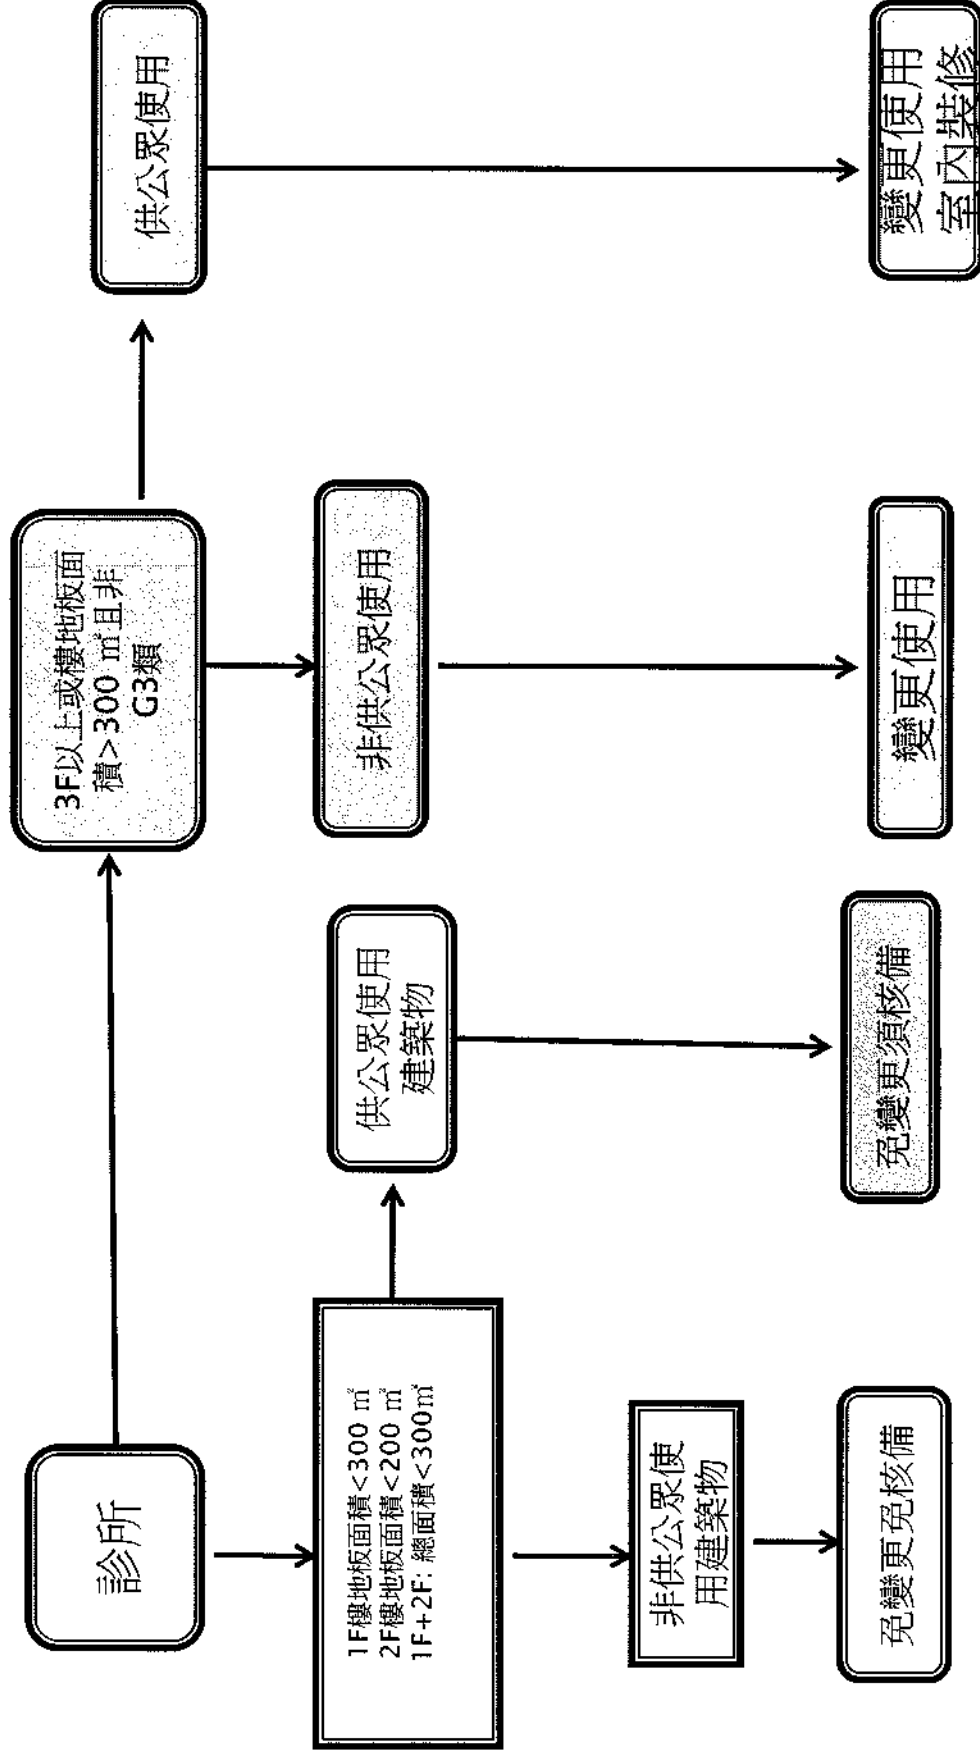 診所
3F以上或樓地板面
積>300 ㎡且非
G3類
供公眾使用
1F樓地板面積<300 ㎡
2F樓地板面積<200 ㎡
1F+2F: 總面積<300㎡
供公眾使用
建築物
非供公眾使用
非供公眾使
用建築物
免變更免核備
免變更須核備
變更使用
變更使用
室內裝修